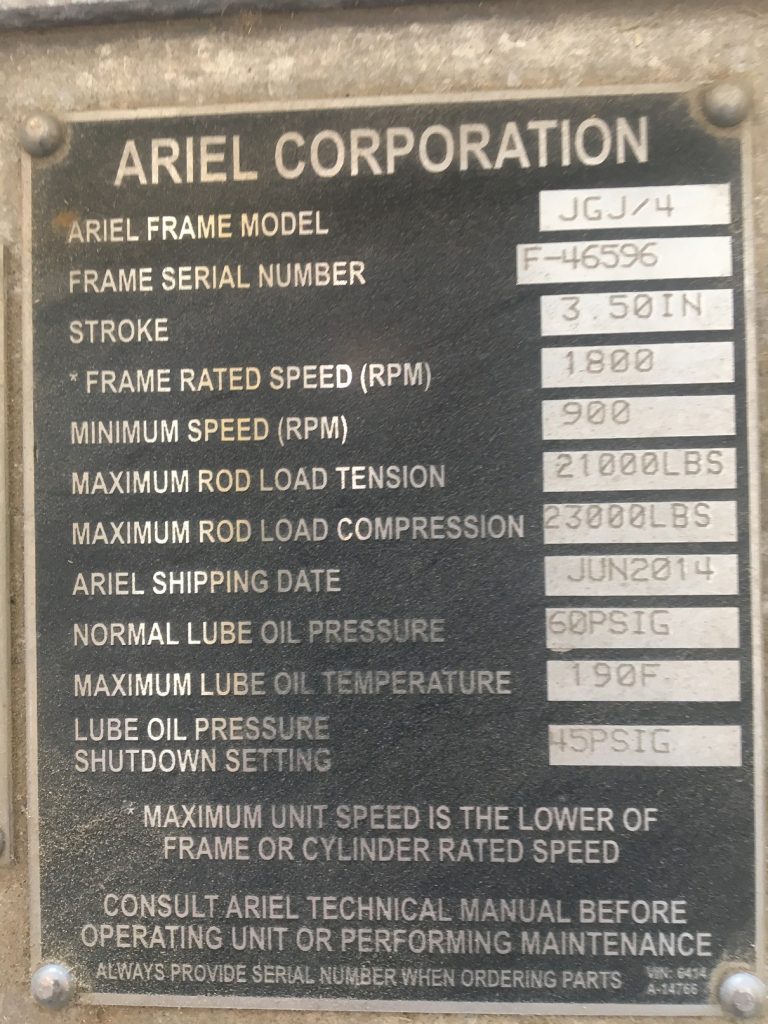 ARIEL CORPORATION
ARIEL FRAME MODEL JGJ/4
FRAME SERIAL NUMBER F-46596
STROKE 3.50IN
* FRAME RATED SPEED (RPM) 1800
MINIMUM SPEED (RPM) 900
MAXIMUM ROD LOAD TENSION 21000LBS
MAXIMUM ROD LOAD COMPRESSION 23000LBS
ARIEL SHIPPING DATE JUN2014
NORMAL LUBE OIL PRESSURE 60PSIG
MAXIMUM LUBE OIL TEMPERATURE 190F
LUBE OIL PRESSURE
SHUTDOWN SETTING 45PSIG
* MAXIMUM UNIT SPEED IS THE LOWER OF
FRAME OR CYLINDER RATED SPEED
CONSULT ARIEL TECHNICAL MANUAL BEFORE
OPERATING UNIT OR PERFORMING MAINTENANCE
ALWAYS PROVIDE SERIAL NUMBER WHEN ORDERING PARTS
A-14766